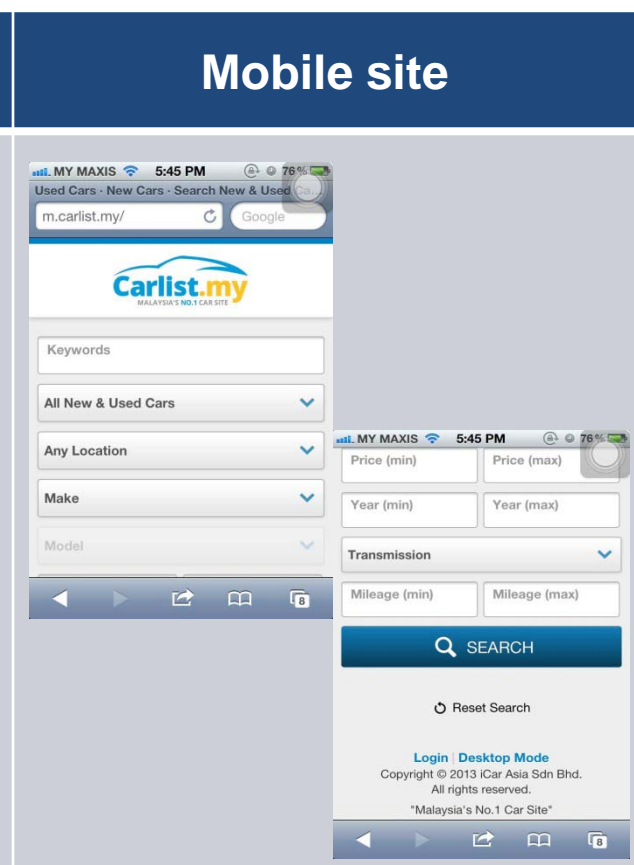 Mobile site
MY MAXIS 5:45 PM 76%
Used Cars - New Cars - Search New & Used Ca...
m.carlist.my/ Google
Carlist.my
MALAYSIA'S NO.1 CAR SITE
Keywords
All New & Used Cars
Any Location
Make
Model
8
MY MAXIS 5:45 PM 76%
Price (min) Price (max)
Year (min) Year (max)
Transmission
Mileage (min) Mileage (max)
SEARCH
Reset Search
Login | Desktop Mode
Copyright © 2013 iCar Asia Sdn Bhd.
All rights reserved.
"Malaysia's No.1 Car Site"
8